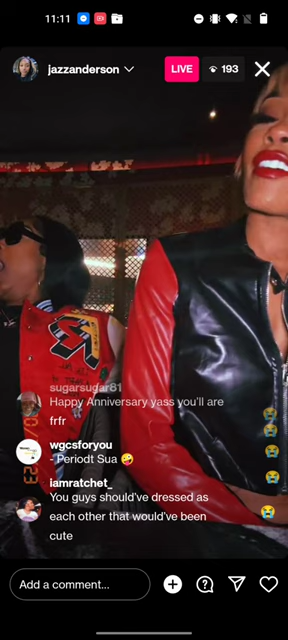 11:11
jazzanderson
LIVE
193
sugarsugar61
Happy Anniversary yass you'll are
frfr
wgcsforyou
- Periodt Sua 🤪
iamratchet_
You guys should've dressed as
each other that would've been
cute
Add a comment...